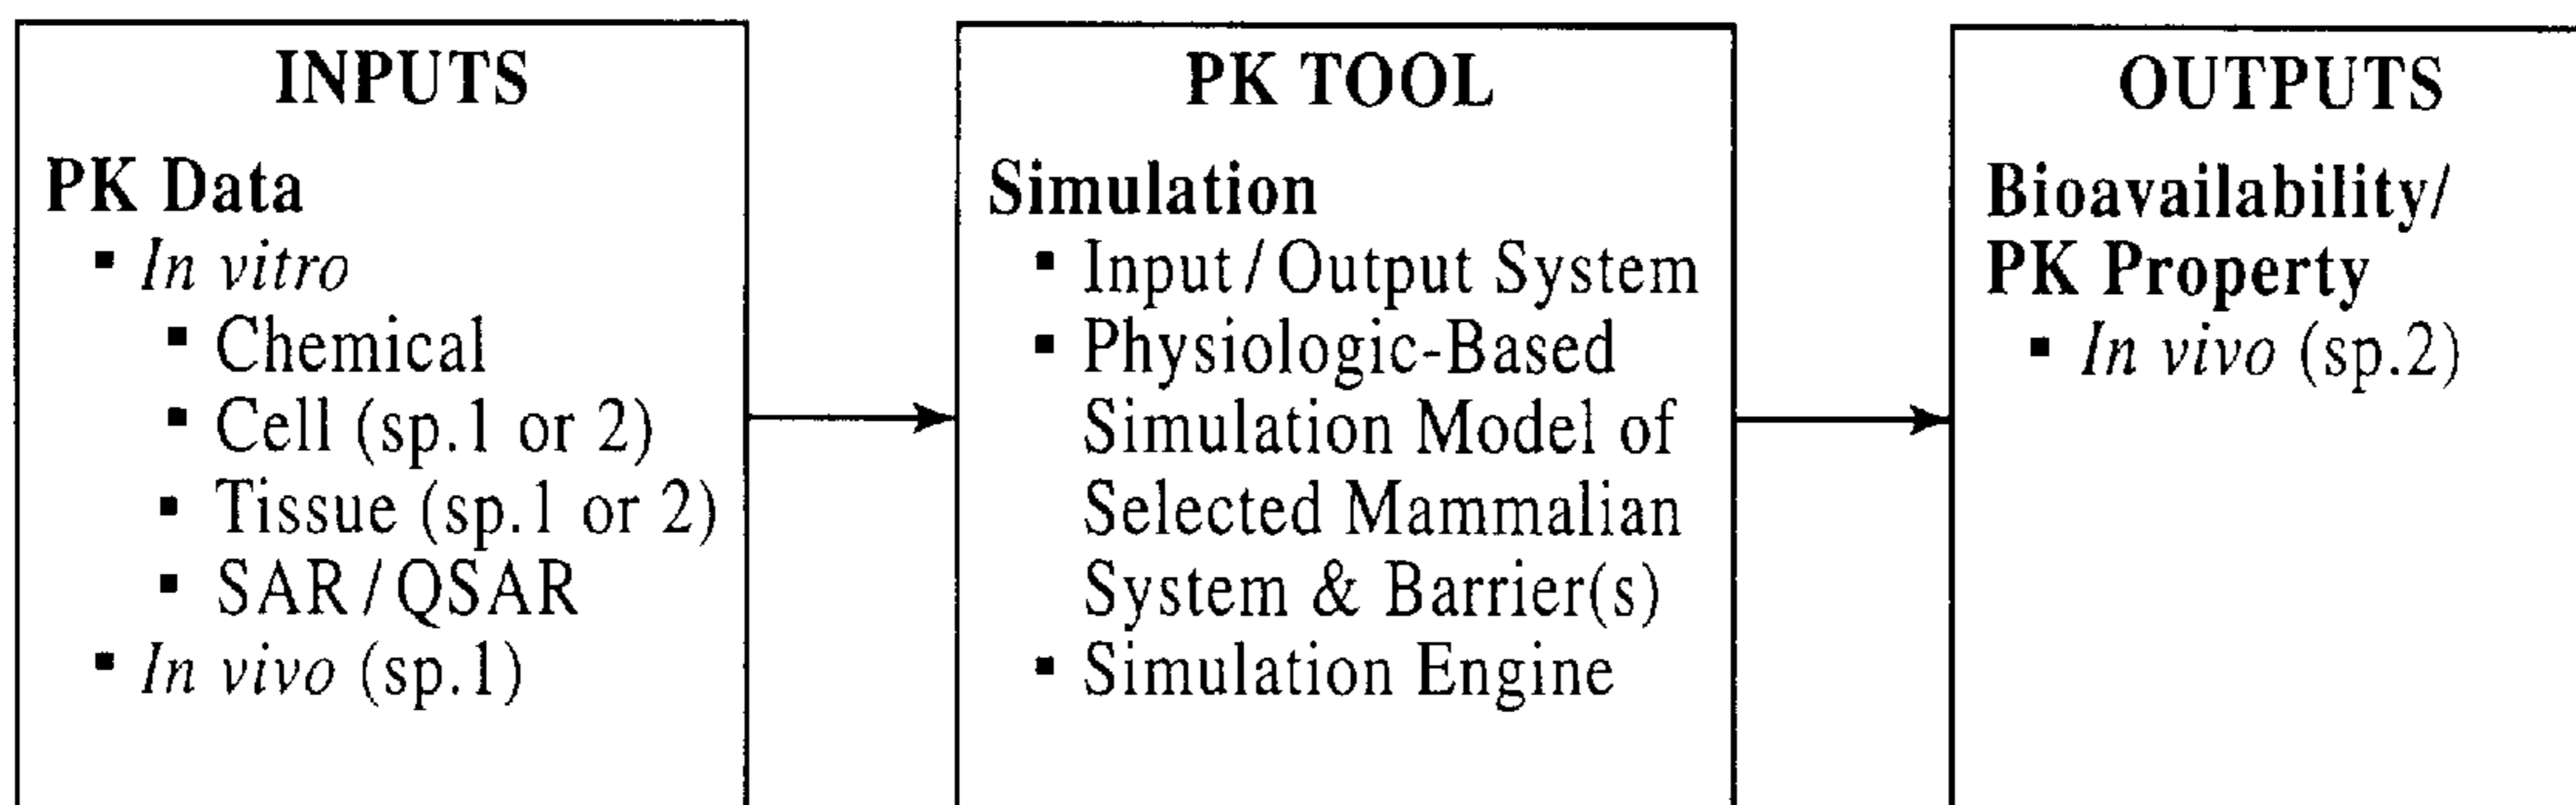 INPUTS
PK Data
▪ In vitro
▪ Chemical
▪ Cell (sp.1 or 2)
▪ Tissue (sp.1 or 2)
▪ SAR/QSAR
▪ In vivo (sp.1)
PK TOOL
Simulation
▪ Input/Output System
▪ Physiologic-Based
Simulation Model of
Selected Mammalian
System & Barrier(s)
▪ Simulation Engine
OUTPUTS
Bioavailability/
PK Property
▪ In vivo (sp.2)